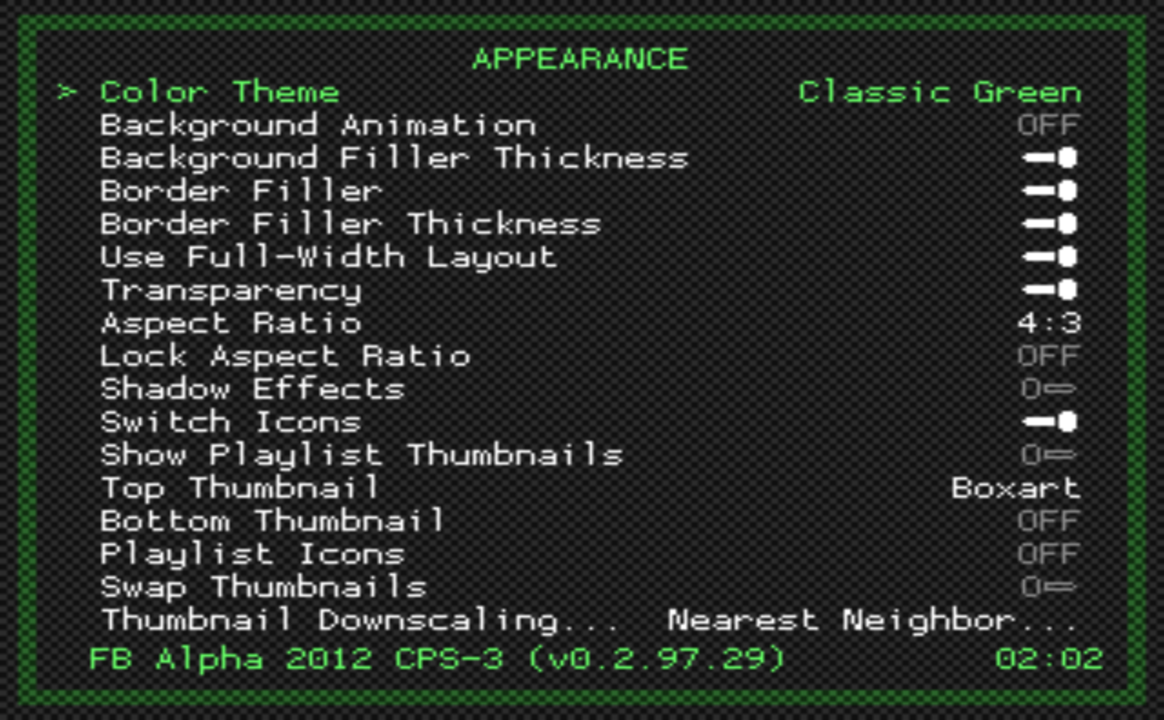 APPEARANCE
> Color Theme Classic Green
Background Animation OFF
Background Filler Thickness
Border Filler
Border Filler Thickness
Use Full-Width Layout
Transparency
Aspect Ratio 4:3
Lock Aspect Ratio OFF
Shadow Effects
Switch Icons
Show Playlist Thumbnails
Top Thumbnail Boxart
Bottom Thumbnail OFF
Playlist Icons OFF
Swap Thumbnails
Thumbnail Downscaling... Nearest Neighbor...
FB Alpha 2012 CPS-3 (v0.2.97.29) 02:02